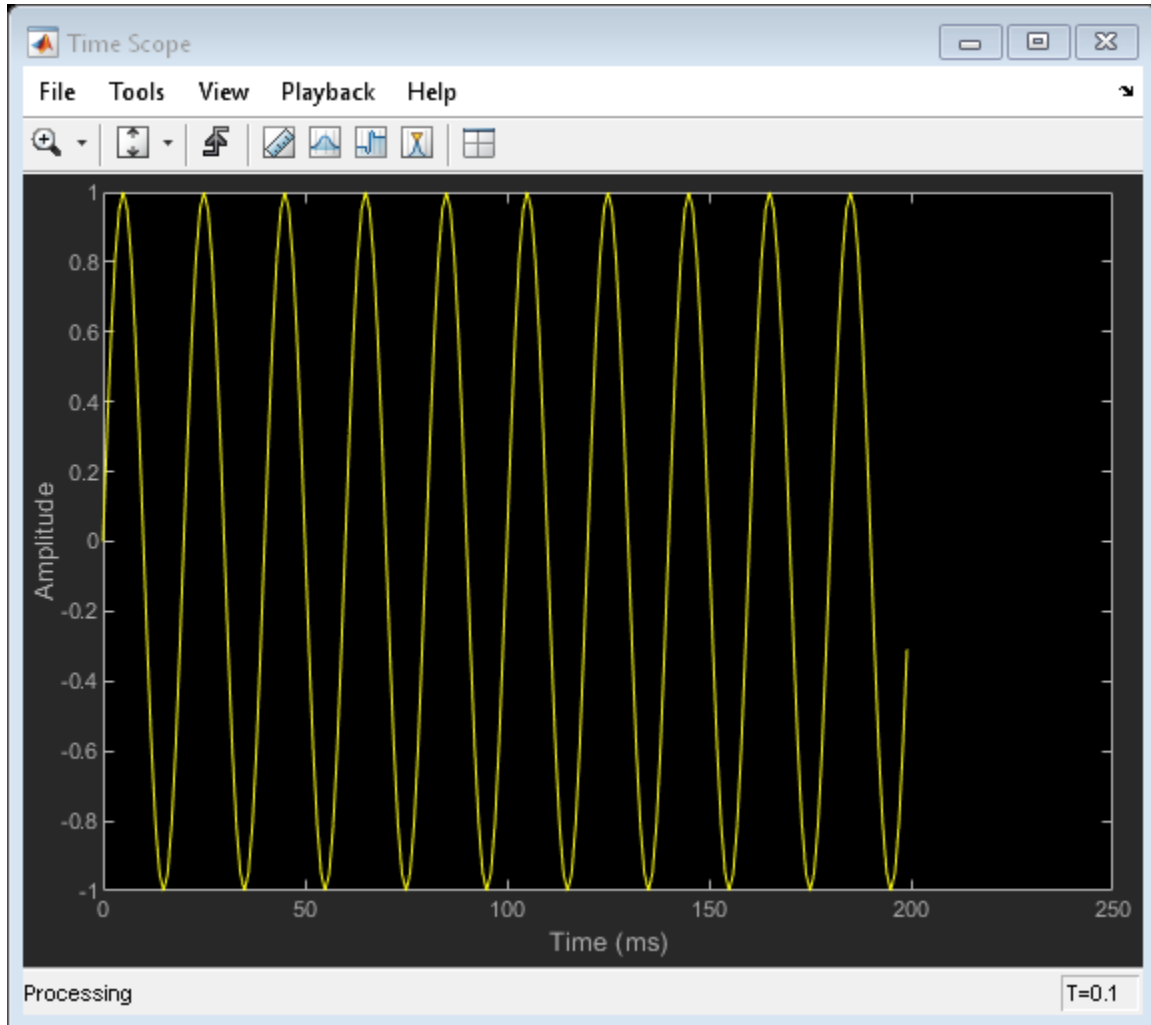 Time Scope
File Tools View Playback Help
1
0.8
0.6
0.4
0.2
0
-0.2
-0.4
-0.6
-0.8
-1
Amplitude
0 50 100 150 200 250
Time (ms)
Processing T=0.1